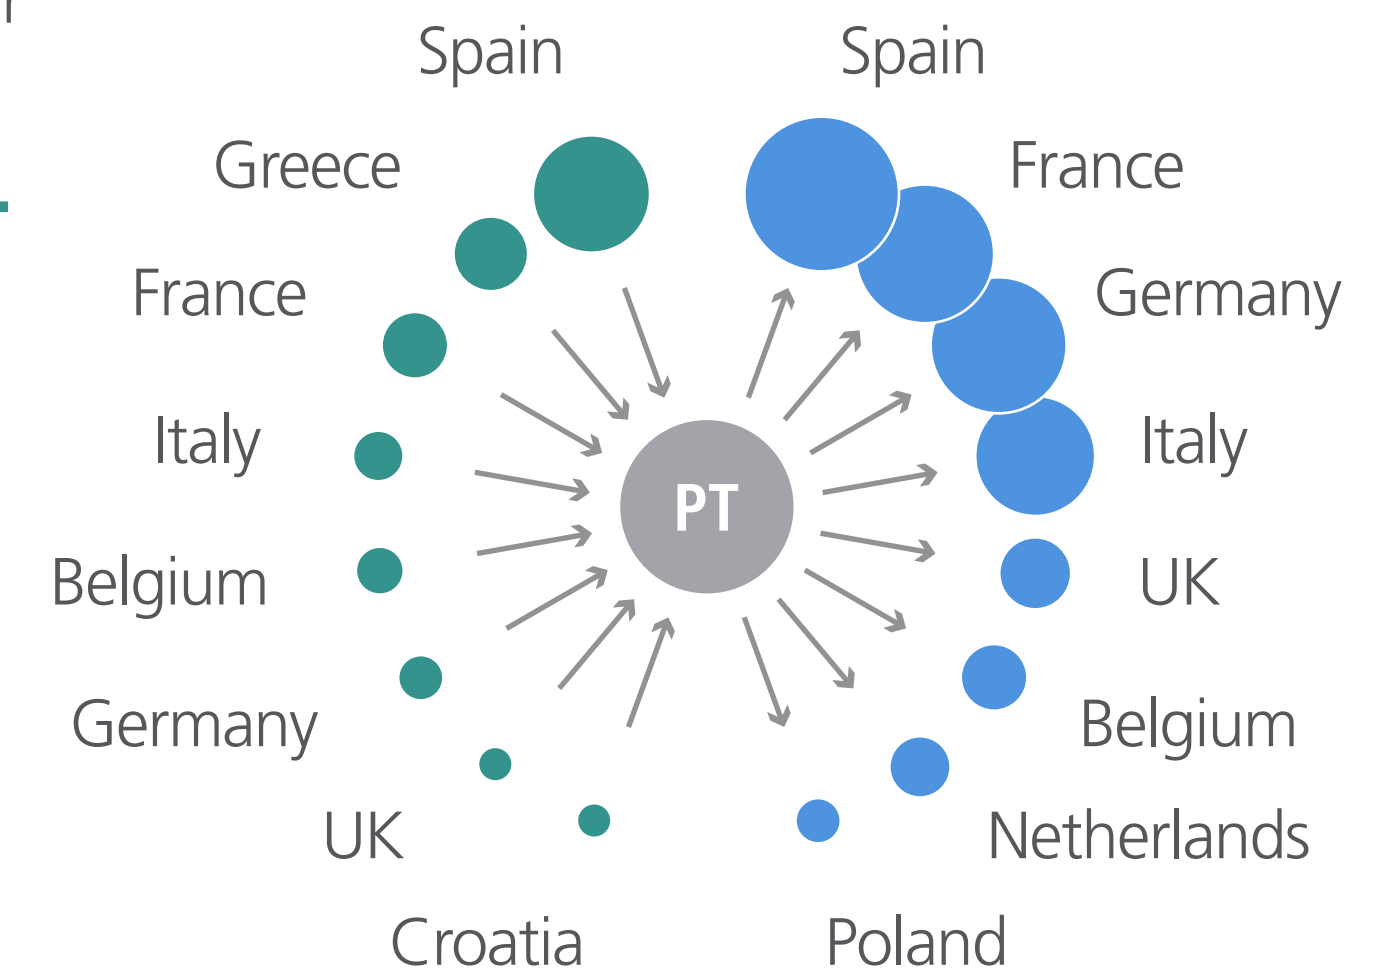 Spain
Spain
Greece
France
France
Germany
Italy
Italy
PT
Belgium
UK
Germany
Belgium
UK
Netherlands
Croatia
Poland